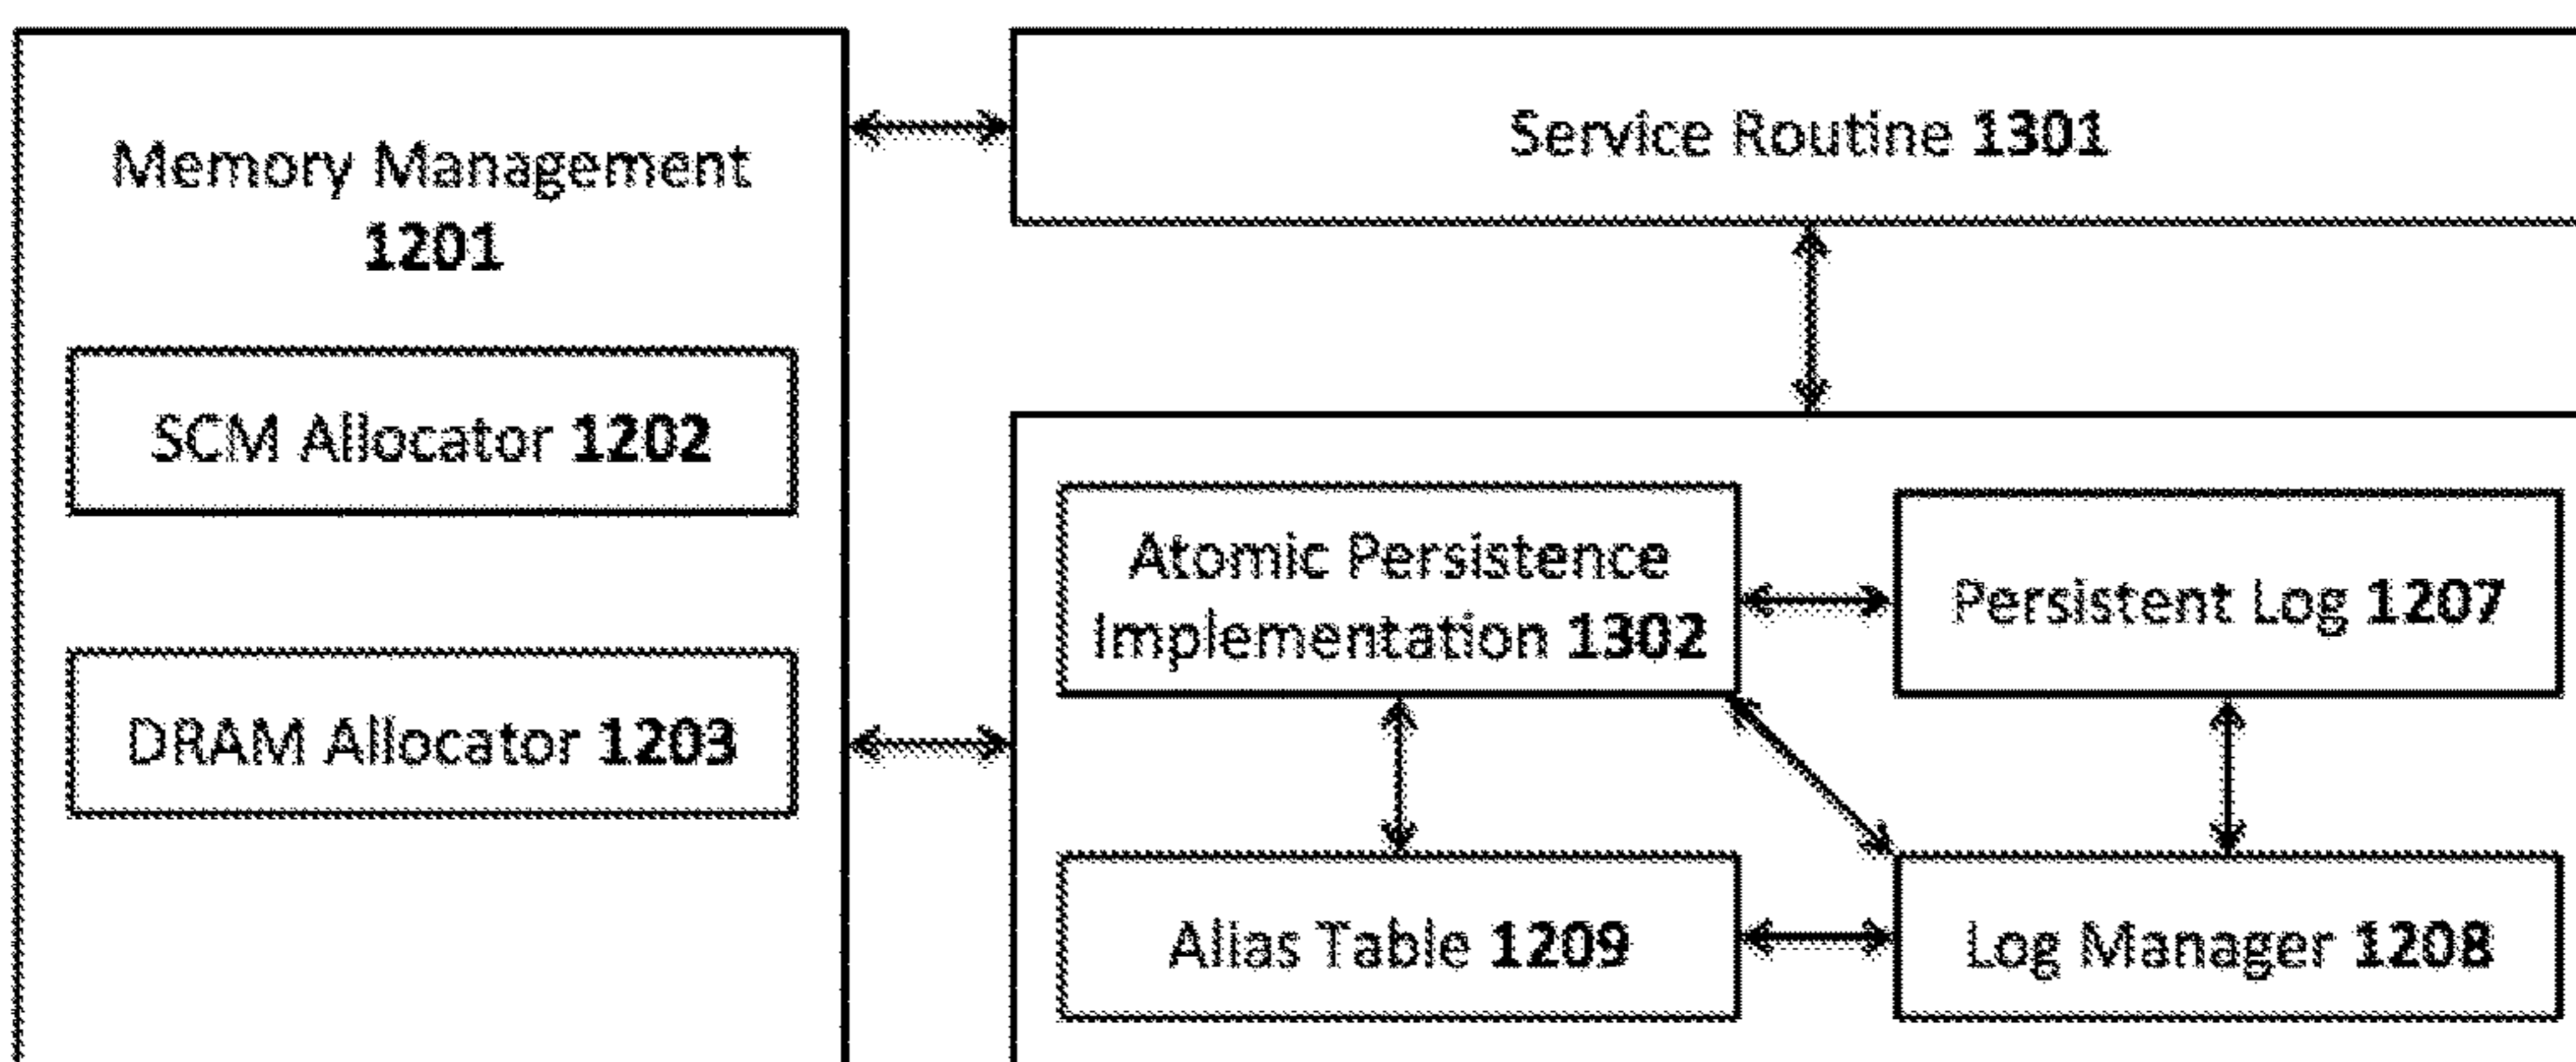 Memory Management
1201
SCM Allocator 1202
DRAM Allocator 1203
Service Routine 1301
Atomic Persistence
Implementation 1302
Persistent Log 1207
Alias Table 1209
Log Manager 1208